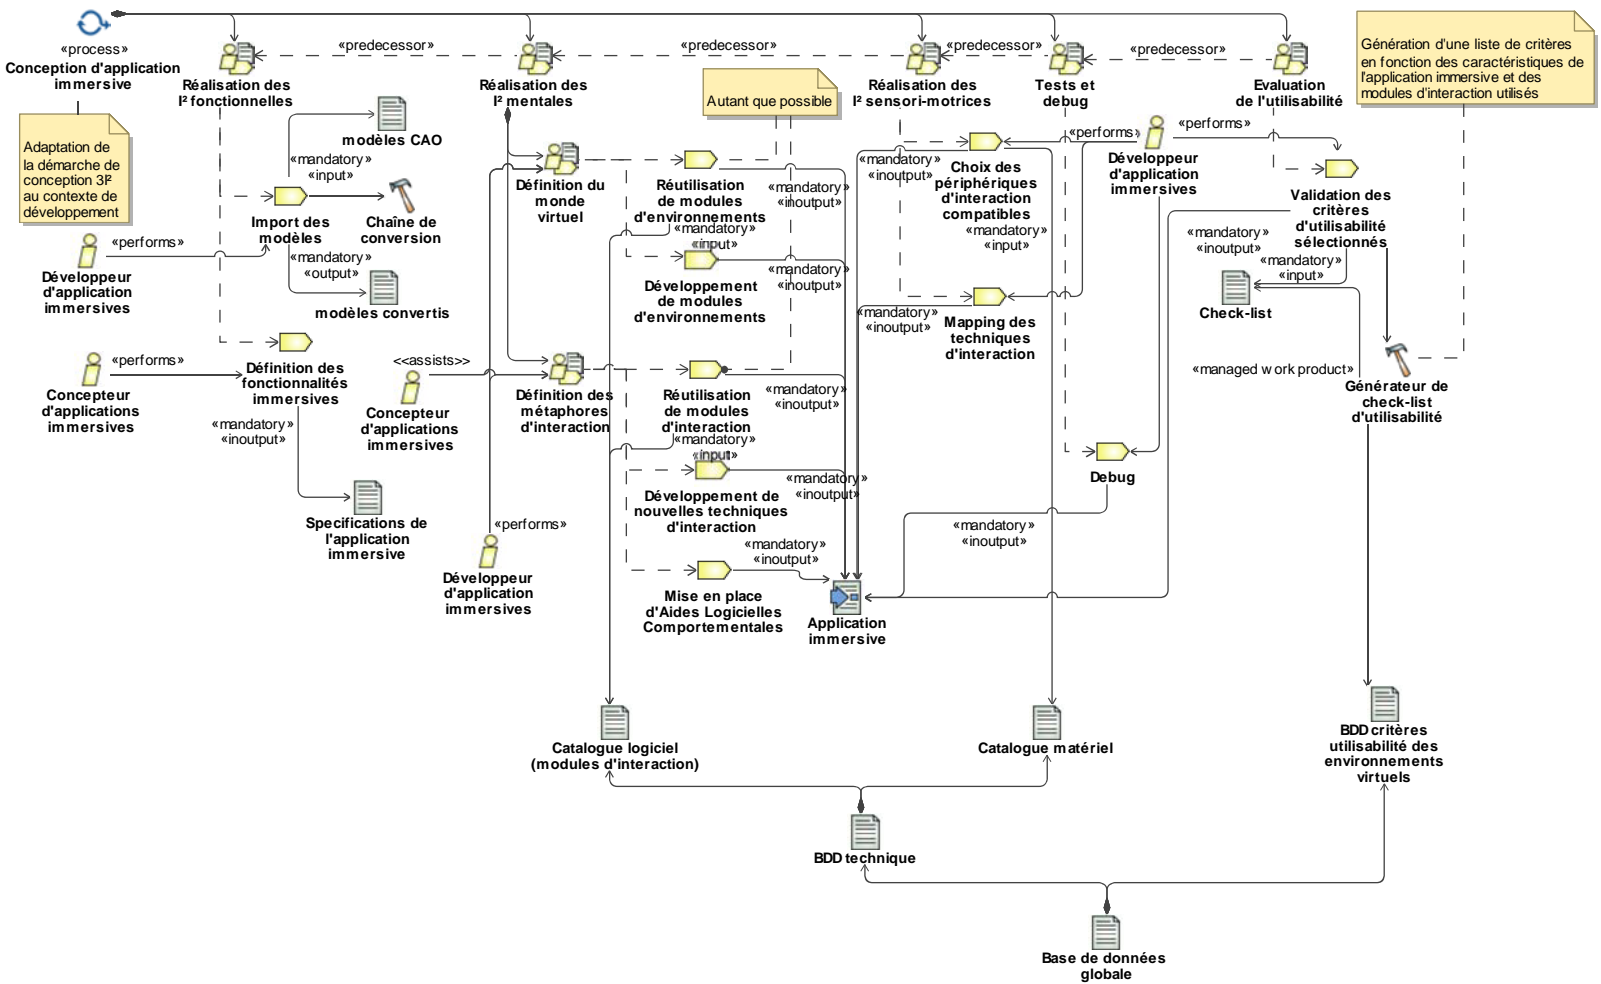 «process»
Conception d'application
immersive
Adaptation de
la démarche de
conception 3I²
au contexte de
développement
«predecessor»
«predecessor»
«predecessor»
«predecessor»
Réalisation des
I² fonctionnelles
Réalisation des
I² mentales
Réalisation des
I² sensori-motrices
Tests et
debug
Evaluation
de l'utilisabilité
Génération d'une liste de critères
en fonction des caractéristiques de
l'application immersive et des
modules d'interaction utilisés
Autant que possible
modèles CAO
«mandatory»
«input»
Import des
modèles
Chaîne de
conversion
«performs»
Développeur
d'application
immersives
«mandatory»
«output»
modèles convertis
«performs»
Concepteur
d'applications
immersives
Définition des
fonctionnalités
immersives
«mandatory»
«inoutput»
Specifications de
l'application
immersive
<<assists>>
Concepteur
d'applications
immersives
«performs»
Développeur
d'application
immersives
Définition du
monde
virtuel
Définition des
métaphores
d'interaction
Réutilisation
de modules
d'environnements
«mandatory»
«input»
«mandatory»
«inoutput»
Développement
de modules
d'environnements
«mandatory»
«inoutput»
Réutilisation
de modules
d'interaction
«mandatory»
«input»
«mandatory»
«inoutput»
Développement de
nouvelles techniques
d'interaction
«mandatory»
«inoutput»
Mise en place
d'Aides Logicielles
Comportementales
«mandatory»
«inoutput»
Application
immersive
Choix des
périphériques
d'interaction
compatibles
«mandatory»
«inoutput»
«mandatory»
«input»
Mapping des
techniques
d'interaction
«mandatory»
«inoutput»
«performs»
Développeur
d'application
immersives
«performs»
Debug
«mandatory»
«inoutput»
Validation des
critères
d'utilisabilité
sélectionnés
«mandatory»
«inoutput»
«mandatory»
«input»
Check-list
«managed work product»
Générateur de
check-list
d'utilisabilité
Catalogue logiciel
(modules d'interaction)
Catalogue matériel
BDD critères
utilisabilité des
environnements
virtuels
BDD technique
Base de données
globale